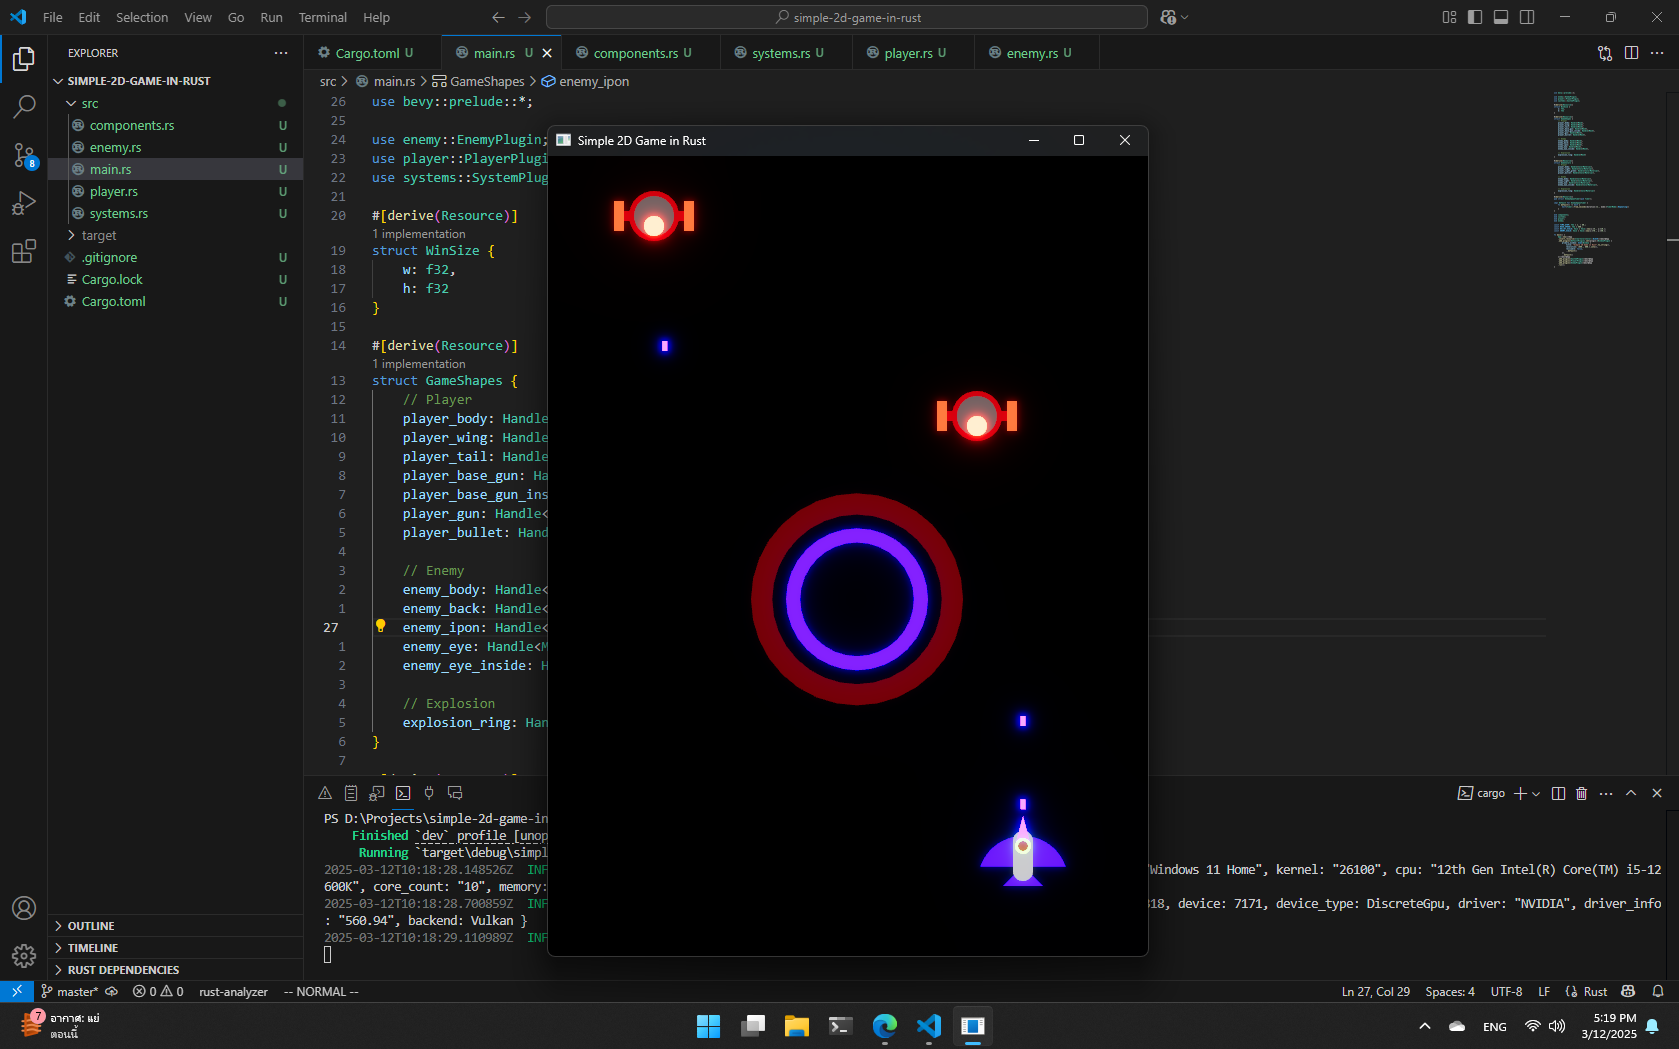 File Edit Selection View Go Run Terminal Help
simple-2d-game-in-rust
EXPLORER
SIMPLE-2D-GAME-IN-RUST
src
components.rs U
enemy.rs U
main.rs U
player.rs U
systems.rs U
target
.gitignore U
Cargo.lock U
Cargo.toml U
OUTLINE
TIMELINE
RUST DEPENDENCIES
8
Cargo.toml U
main.rs U
components.rs U
systems.rs U
player.rs U
enemy.rs U
src > main.rs > GameShapes > enemy_ipon
26 use bevy::prelude::*;
25
24 use enemy::EnemyPlugin;
23 use player::PlayerPlugi
22 use systems::SystemPlug
21
20 #[derive(Resource)]
1 implementation
19 struct WinSize {
18 w: f32,
17 h: f32
16 }
15
14 #[derive(Resource)]
1 implementation
13 struct GameShapes {
12 // Player
11 player_body: Handle
10 player_wing: Handle
9 player_tail: Handle
8 player_base_gun: Ha
7 player_base_gun_ins
6 player_gun: Handle<
5 player_bullet: Hand
4
3 // Enemy
2 enemy_body: Handle<
1 enemy_back: Handle<
27 enemy_ipon: Handle<
1 enemy_eye: Handle<M
2 enemy_eye_inside: H
3
4 // Explosion
5 explosion_ring: Han
6 }
7
Simple 2D Game in Rust
cargo
PS D:\Projects\simple-2d-game-in
Finished `dev` profile [unop
Running `target\debug\simpl
2025-03-12T10:18:28.148526Z INF Windows 11 Home", kernel: "26100", cpu: "12th Gen Intel(R) Core(TM) i5-12
600K", core_count: "10", memory:
2025-03-12T10:18:28.700859Z INF 318, device: 7171, device_type: DiscreteGpu, driver: "NVIDIA", driver_info
: "560.94", backend: Vulkan }
2025-03-12T10:18:29.110989Z INF
master* 0 0 rust-analyzer -- NORMAL --
Ln 27, Col 29 Spaces: 4 UTF-8 LF Rust
7
อากาศ: แย่
ตอนนี้
ENG
5:19 PM
3/12/2025